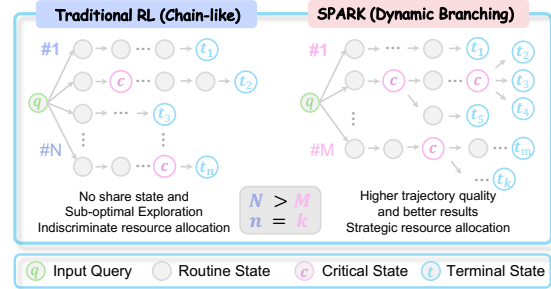 Traditional RL (Chain-like)
SPARK (Dynamic Branching)
#1
... t₁
c ... t₂
q
... t₃
#N
... c tₙ
No share state and
Sub-optimal Exploration
Indiscriminate resource allocation
N > M
n = k
#1
... t₁
t₂
c ... c t₃
q
t₄
... t₅
#M
c ... tₘ
... tₖ
Higher trajectory quality
and better results
Strategic resource allocation
q Input Query Routine State c Critical State t Terminal State